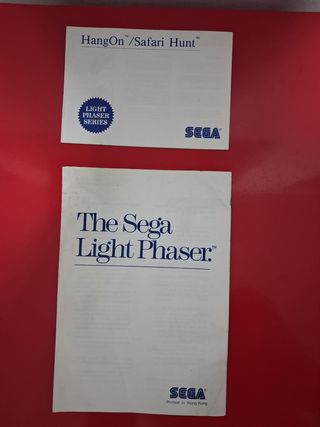 HangOn™/Safari Hunt™
LIGHT
PHASER
SERIES
SEGA®
The Sega
Light Phaser.™
SEGA®
Printed in Hong Kong